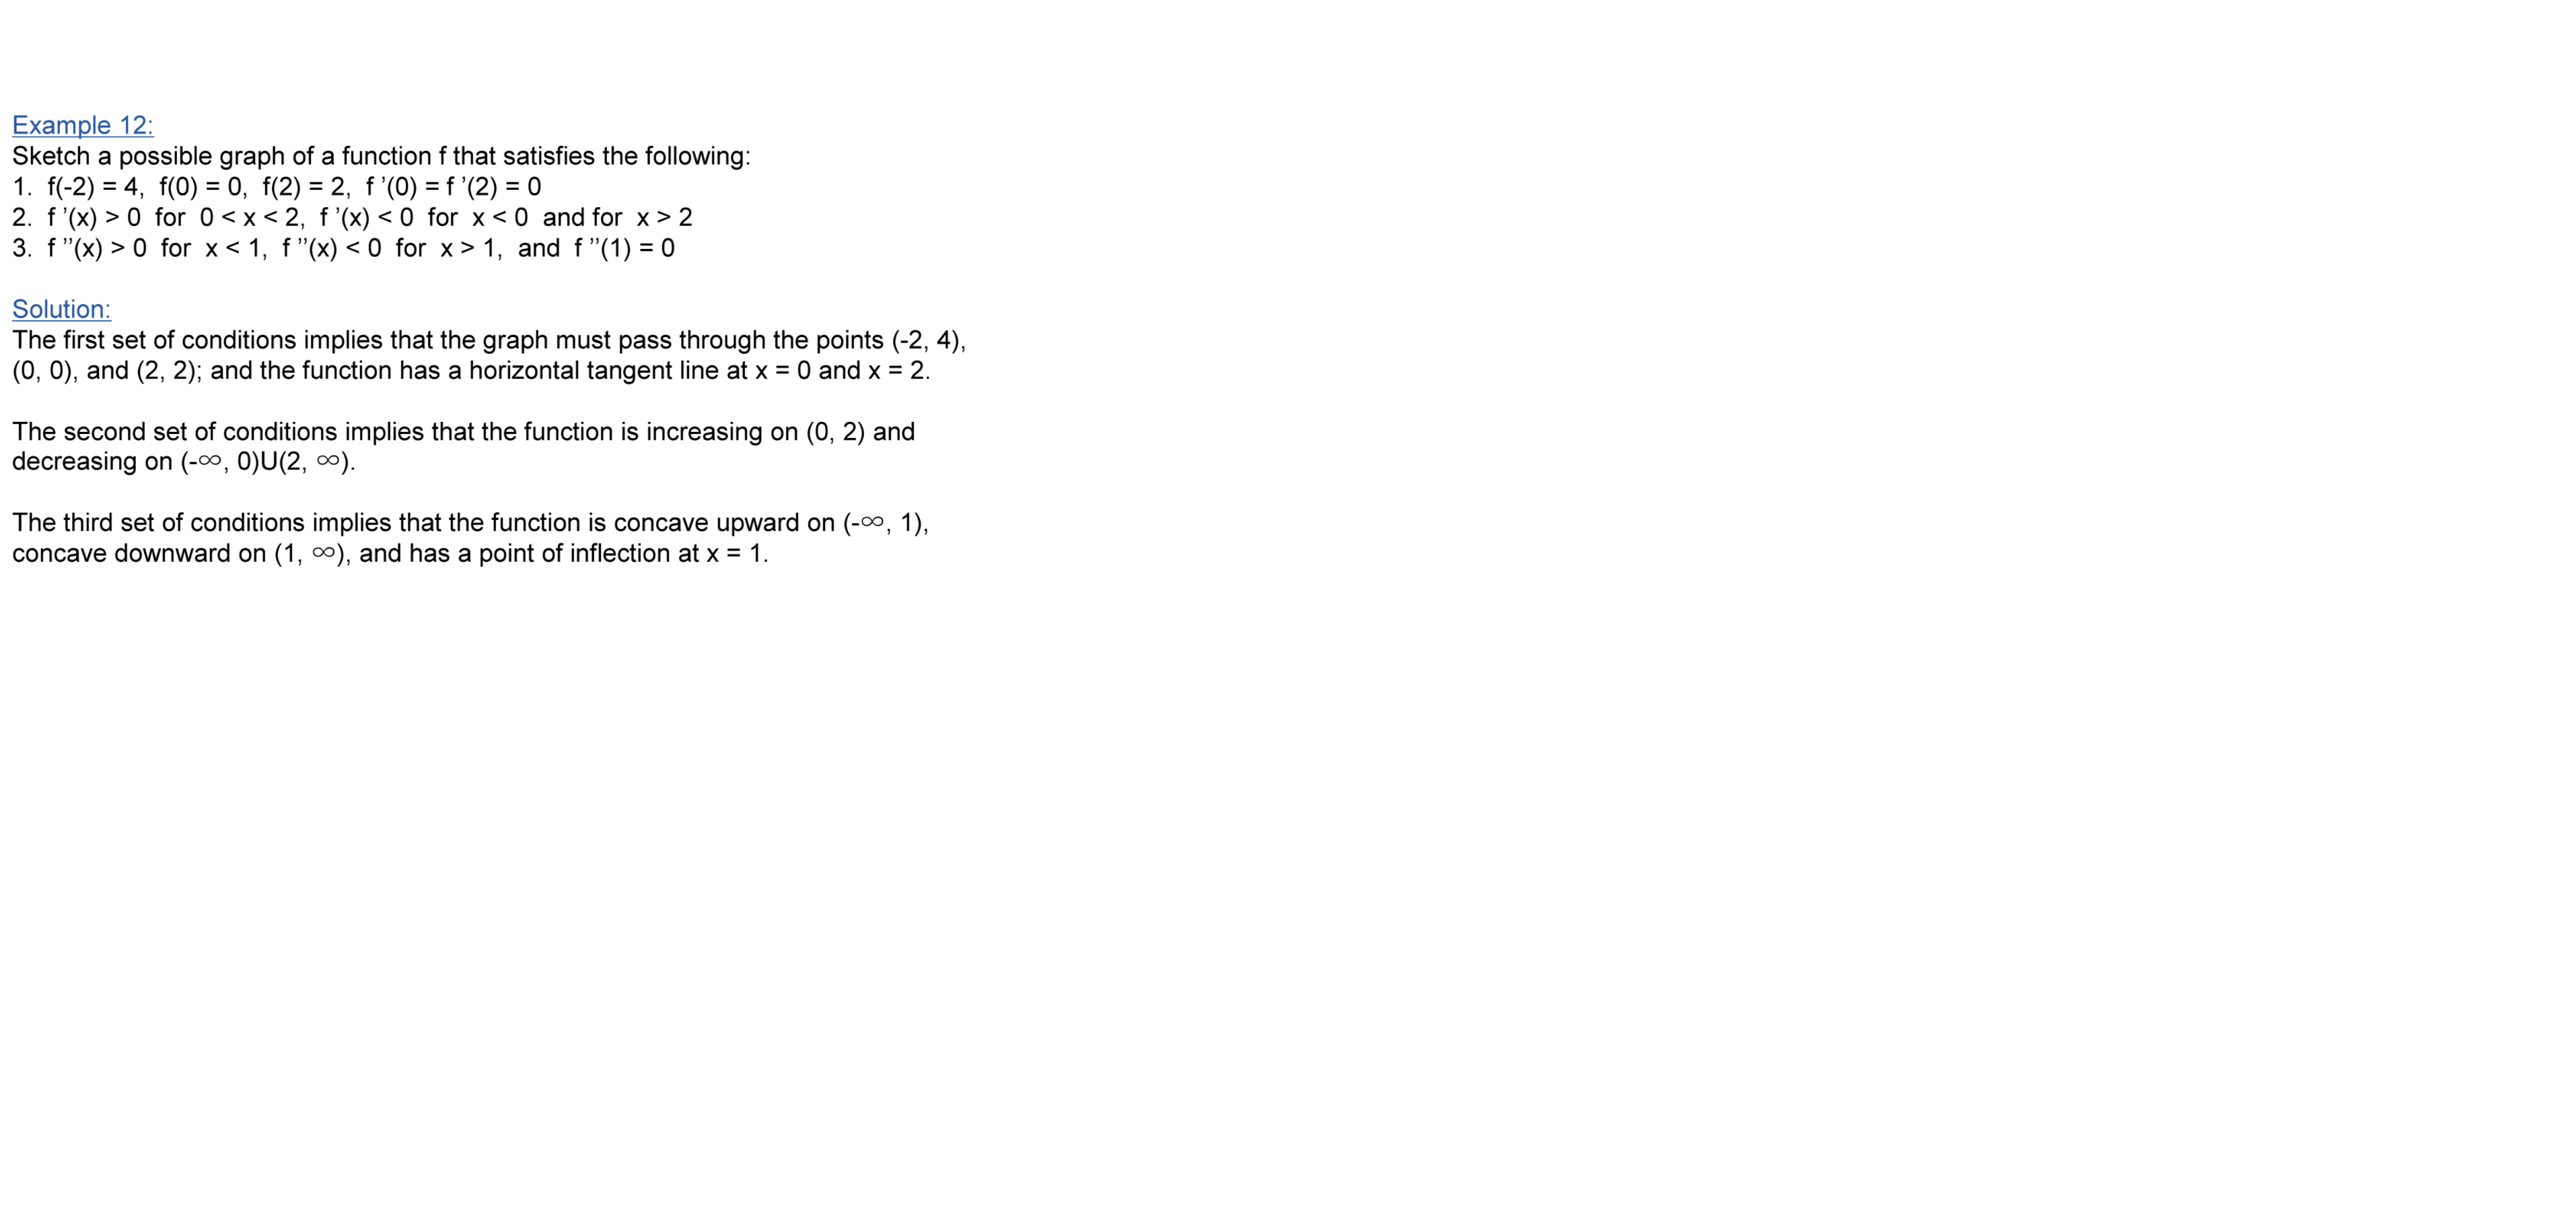 Example 12:
Sketch a possible graph of a function f that satisfies the following:
1. f(-2) = 4, f(0) = 0, f(2) = 2, f ’(0) = f ’(2) = 0
2. f ’(x) > 0 for 0 < x < 2, f ’(x) < 0 for x < 0 and for x > 2
3. f ’’(x) > 0 for x < 1, f ’’(x) < 0 for x > 1, and f ’’(1) = 0
Solution:
The first set of conditions implies that the graph must pass through the points (-2, 4),
(0, 0), and (2, 2); and the function has a horizontal tangent line at x = 0 and x = 2.
The second set of conditions implies that the function is increasing on (0, 2) and
decreasing on (-∞, 0)U(2, ∞).
The third set of conditions implies that the function is concave upward on (-∞, 1),
concave downward on (1, ∞), and has a point of inflection at x = 1.